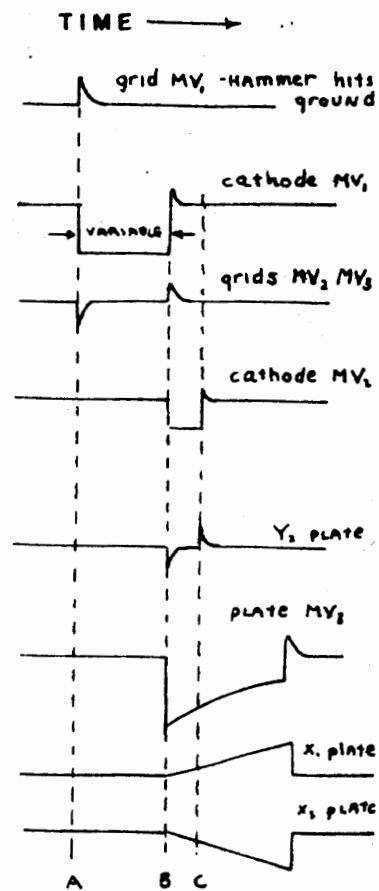 TIME
grid MV₁ -HAMMER hits
ground
cathode MV₁
VARIABLE
grids MV₂ MV₃
cathode MV₂
Y₂ PLATE
plate MV₃
X₁ plate
X₂ PLATE
A B C